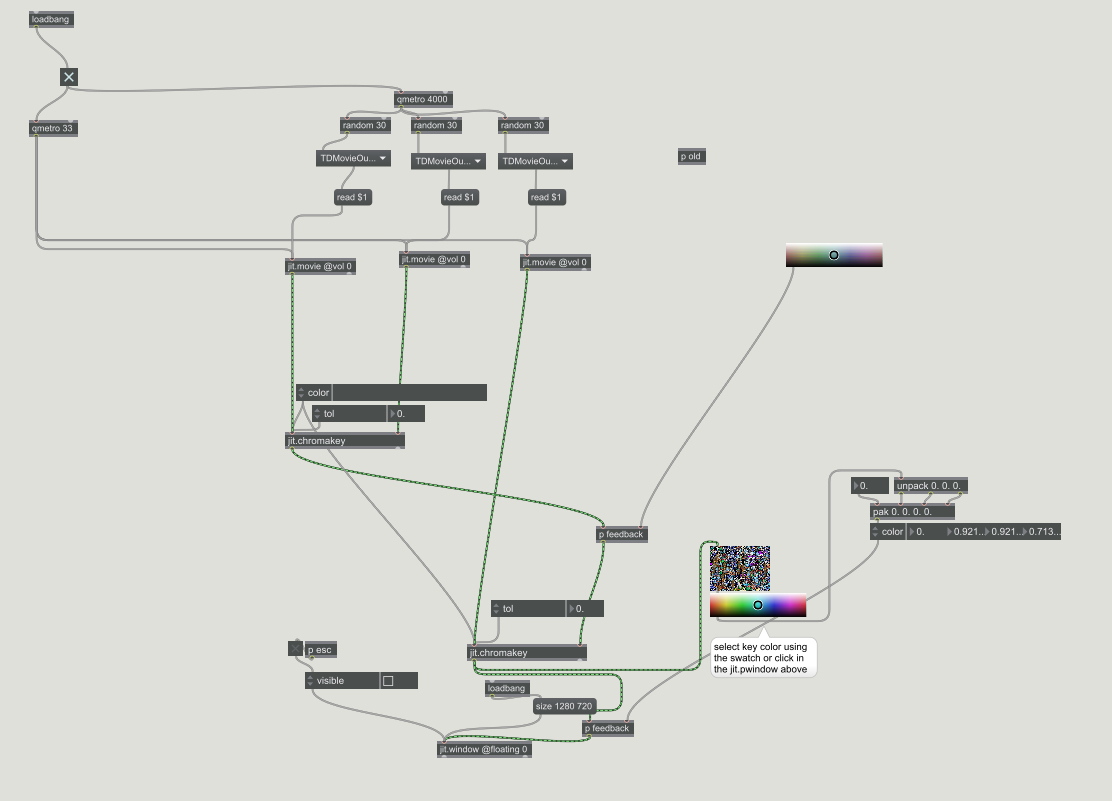 loadbang
qmetro 33
qmetro 4000
random 30
random 30
random 30
TDMovieOu...
TDMovieOu...
TDMovieOu...
p old
read $1
read $1
read $1
jit.movie @vol 0
jit.movie @vol 0
jit.movie @vol 0
color
tol
0.
jit.chromakey
0.
unpack 0. 0. 0.
pak 0. 0. 0. 0.
color
0.
0.921...
0.921...
0.713...
p feedback
tol
0.
p esc
jit.chromakey
select key color using
the swatch or click in
the jit.pwindow above
visible
loadbang
size 1280 720
p feedback
jit.window @floating 0